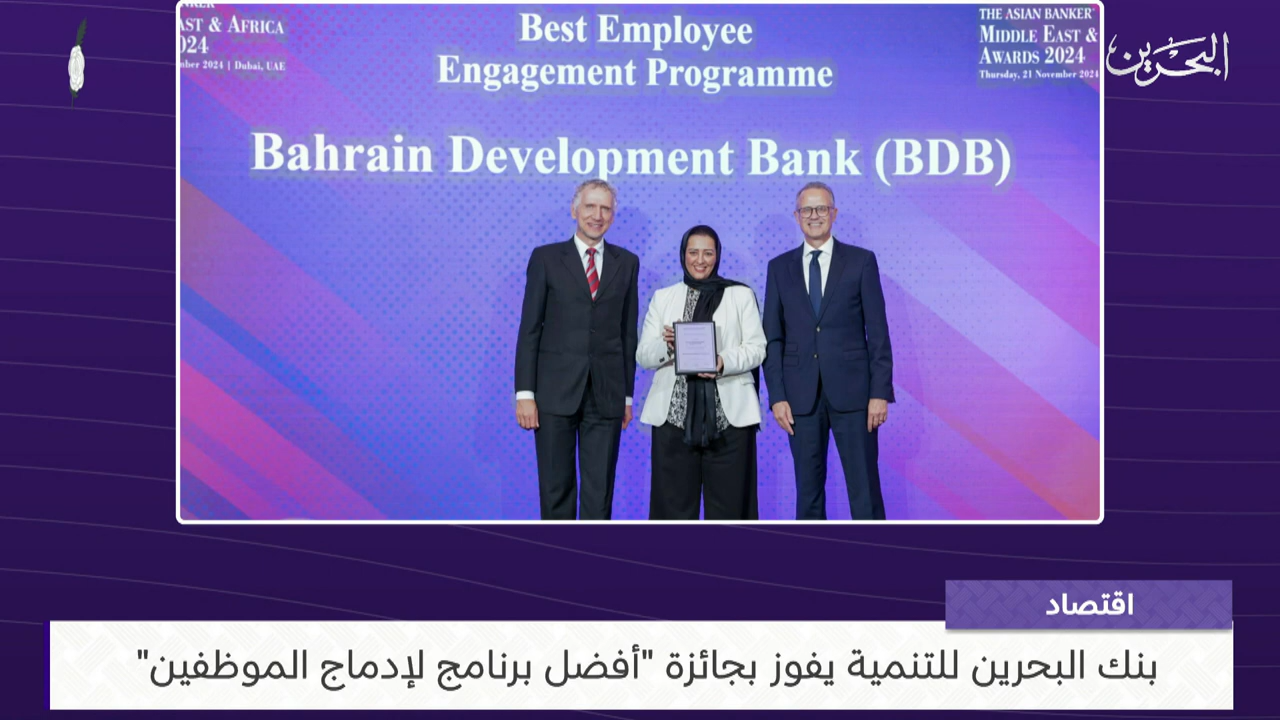 AST & AFRICA
2024 | Dubai, UAE
Best Employee
Engagement Programme
THE ASIAN BANKER
MIDDLE EAST &
AWARDS 2024
Thursday, 21 November 2024
البحرين
Bahrain Development Bank (BDB)
اقتصاد
بنك البحرين للتنمية يفوز بجائزة "أفضل برنامج لإدماج الموظفين"